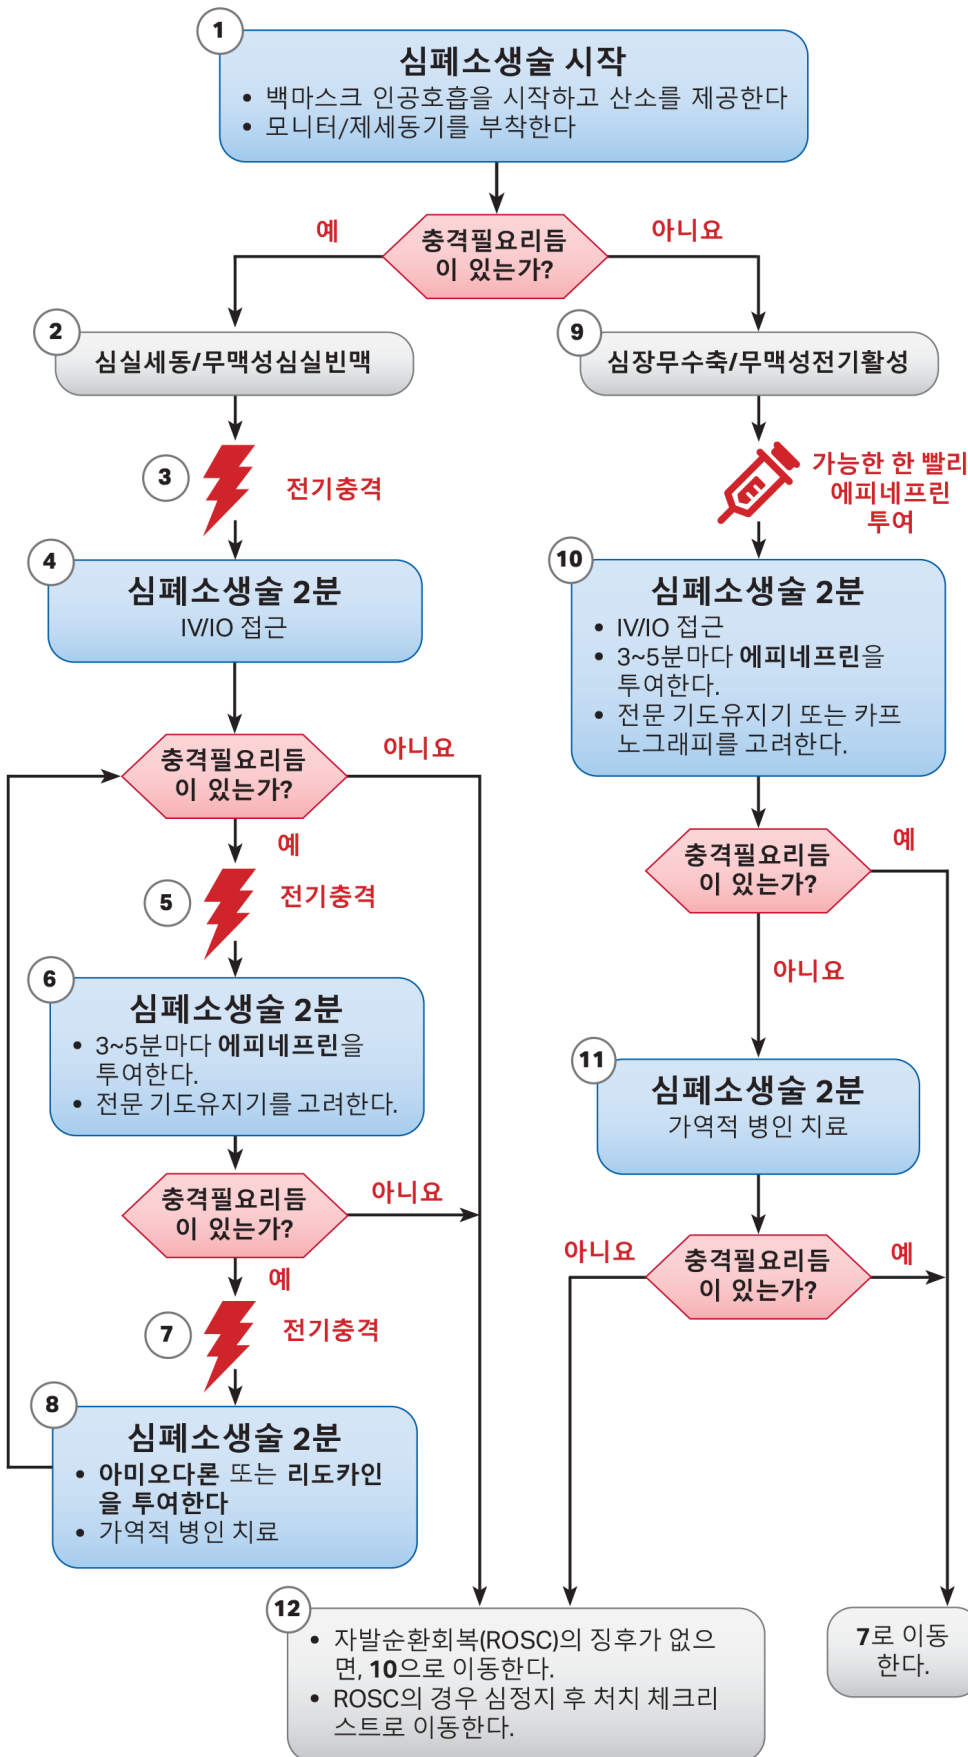 1
심폐소생술 시작
• 백마스크 인공호흡을 시작하고 산소를 제공한다
• 모니터/제세동기를 부착한다
충격필요리듬
이 있는가?
예
아니요
2
심실세동/무맥성심실빈맥
3
전기충격
4
심폐소생술 2분
IV/IO 접근
충격필요리듬
이 있는가?
아니요
예
5
전기충격
6
심폐소생술 2분
• 3~5분마다 에피네프린을
투여한다.
• 전문 기도유지기를 고려한다.
충격필요리듬
이 있는가?
아니요
예
7
전기충격
8
심폐소생술 2분
• 아미오다론 또는 리도카인
을 투여한다
• 가역적 병인 치료
9
심장무수축/무맥성전기활성
가능한 한 빨리
에피네프린
투여
10
심폐소생술 2분
• IV/IO 접근
• 3~5분마다 에피네프린을
투여한다.
• 전문 기도유지기 또는 카프
노그래피를 고려한다.
충격필요리듬
이 있는가?
예
아니요
11
심폐소생술 2분
가역적 병인 치료
충격필요리듬
이 있는가?
아니요
예
12
• 자발순환회복(ROSC)의 징후가 없으
면, 10으로 이동한다.
• ROSC의 경우 심정지 후 처치 체크리
스트로 이동한다.
7로 이동
한다.